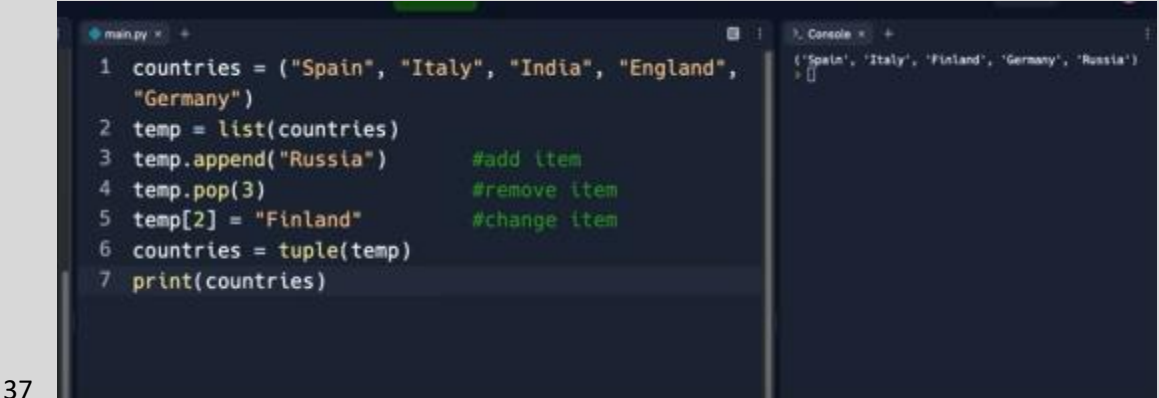 main.py × +
1 countries = ("Spain", "Italy", "India", "England",
"Germany")
2 temp = list(countries)
3 temp.append("Russia") #add item
4 temp.pop(3) #remove item
5 temp[2] = "Finland" #change item
6 countries = tuple(temp)
7 print(countries)
Console × +
('Spain', 'Italy', 'Finland', 'Germany', 'Russia')
>
37